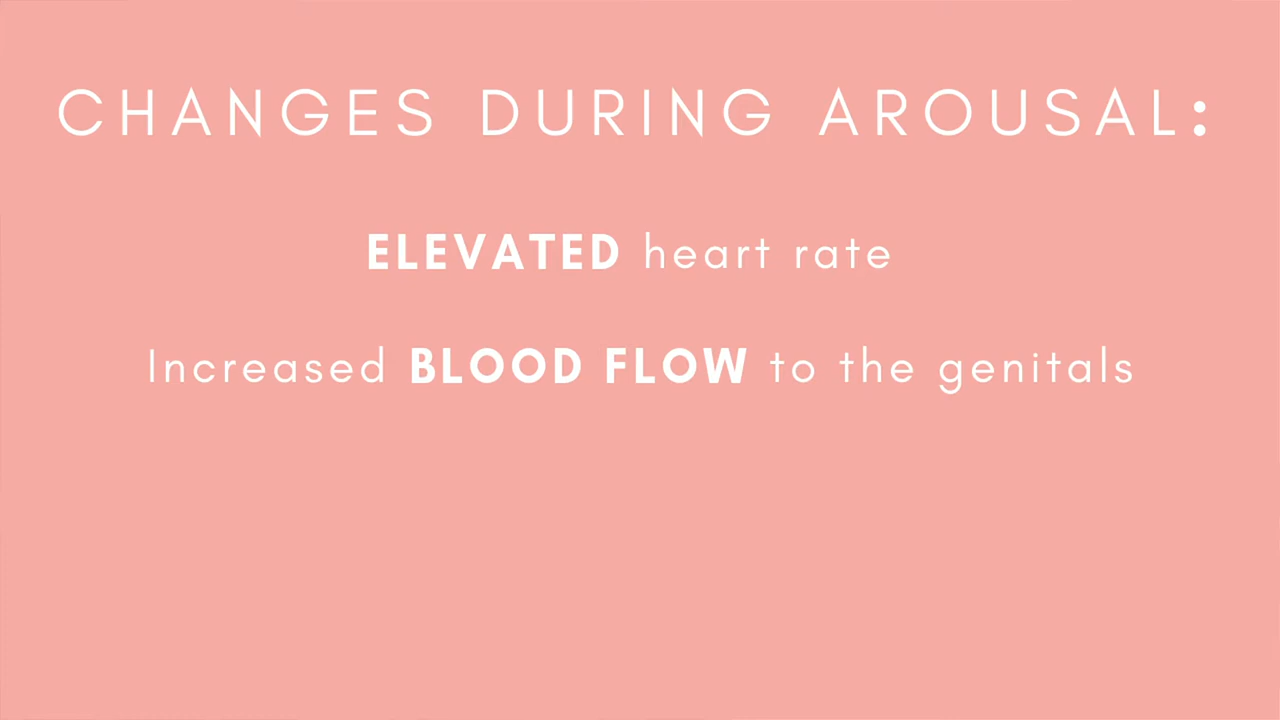 CHANGES DURING AROUSAL:
ELEVATED heart rate
Increased BLOOD FLOW to the genitals